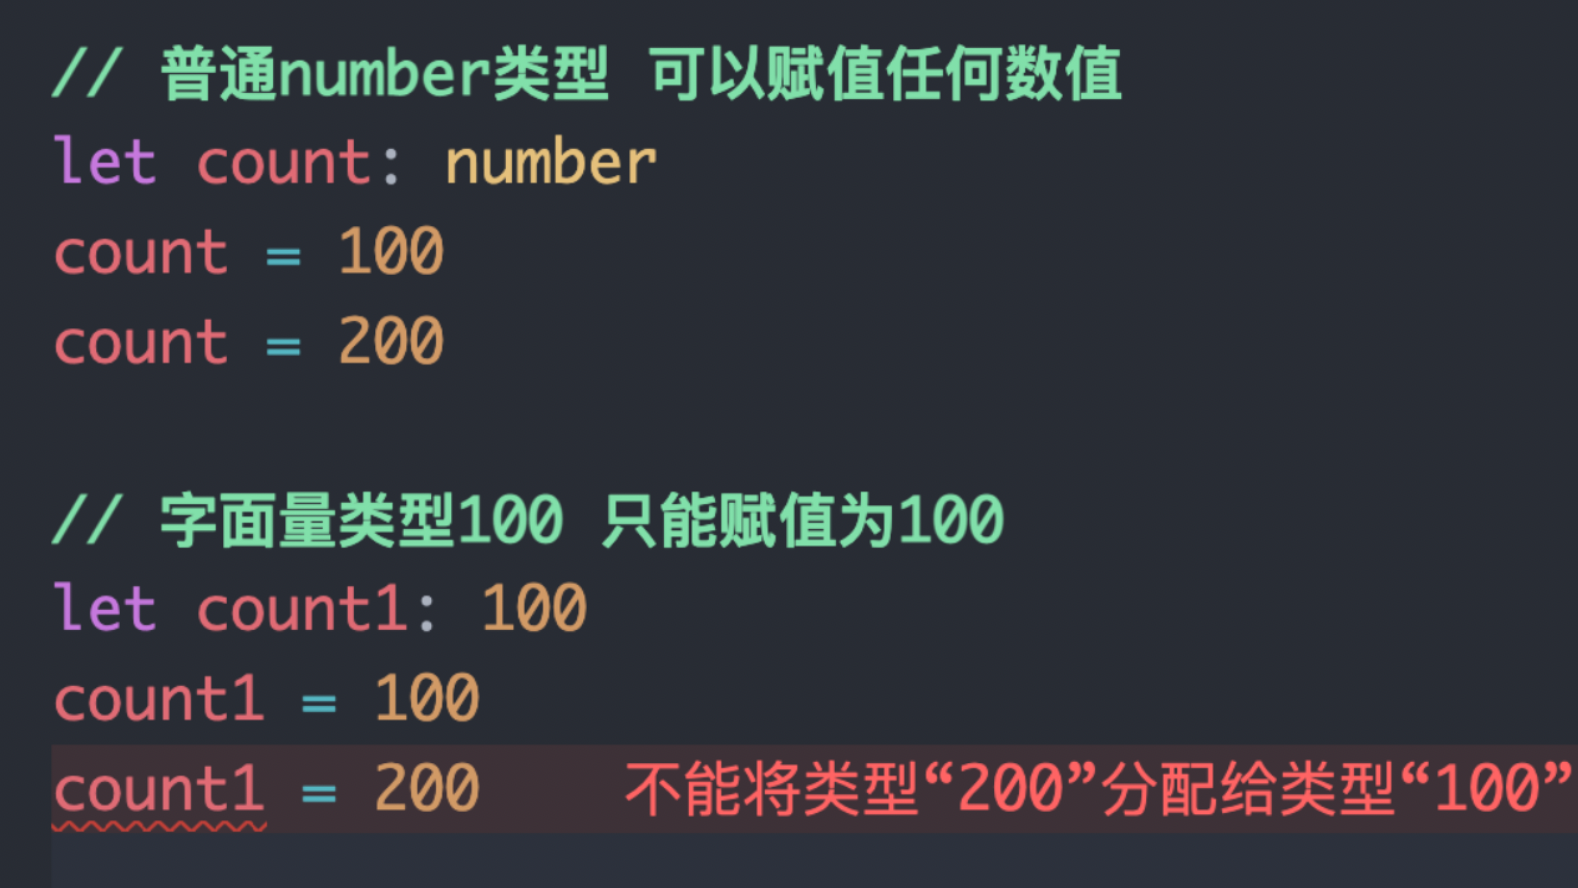 // 普通number类型 可以赋值任何数值
let count: number
count = 100
count = 200
// 字面量类型100 只能赋值为100
let count1: 100
count1 = 100
count1 = 200 不能将类型“200”分配给类型“100”